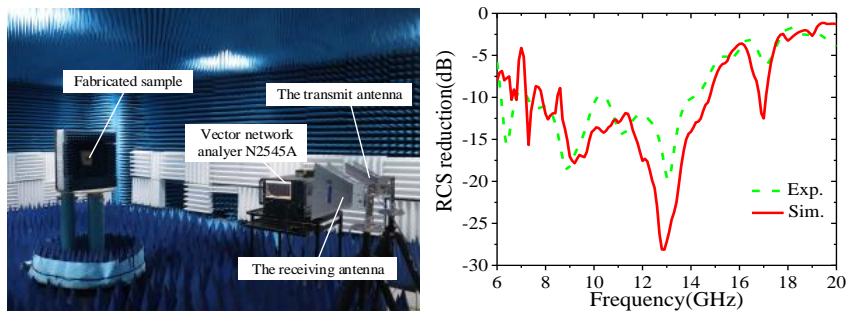 Fabricated sample
The transmit antenna
Vector network
analyer N2545A
The receiving antenna
RCS reduction(dB)
0
-5
-10
-15
-20
-25
-30
6
8
10
12
14
16
18
20
Frequency(GHz)
Exp.
Sim.